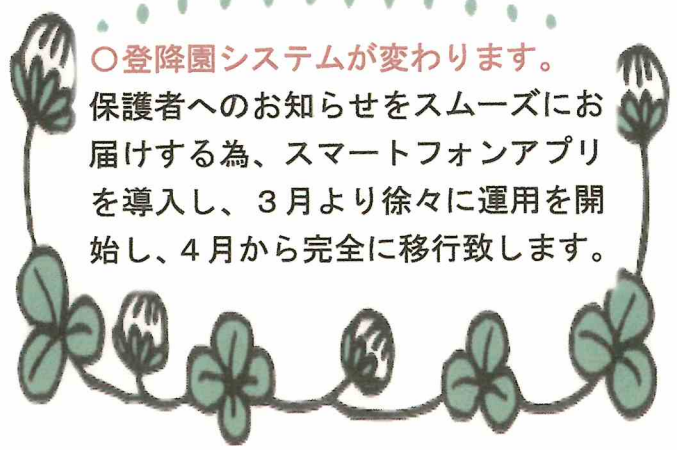 〇登降園システムが変わります。
保護者へのお知らせをスムーズにお
届けする為、スマートフォンアプリ
を導入し、３月より徐々に運用を開
始し、４月から完全に移行致します。